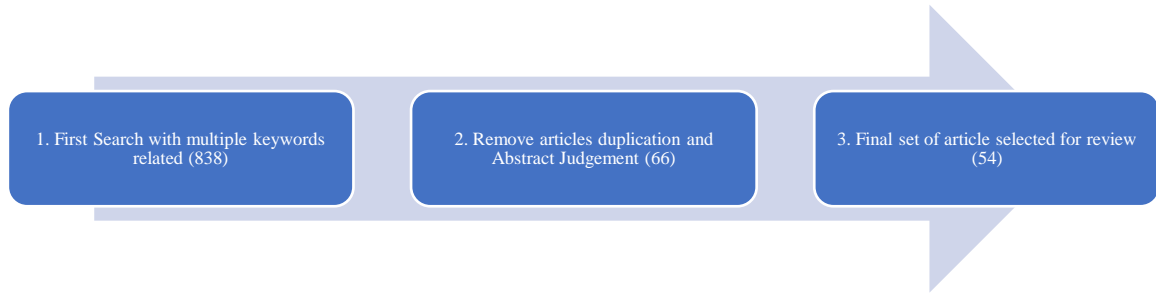 1. First Search with multiple keywords
related (838)
2. Remove articles duplication and
Abstract Judgement (66)
3. Final set of article selected for review
(54)